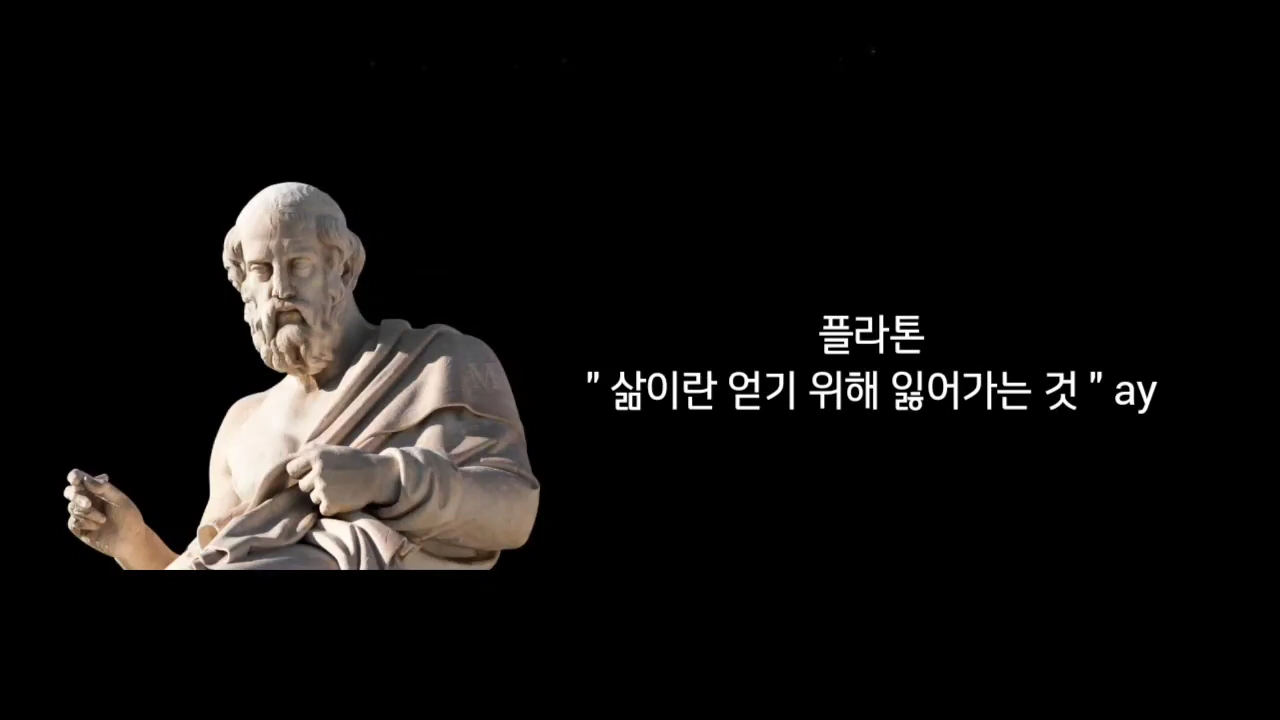 플라톤
" 삶이란 얻기 위해 잃어가는 것 " ay